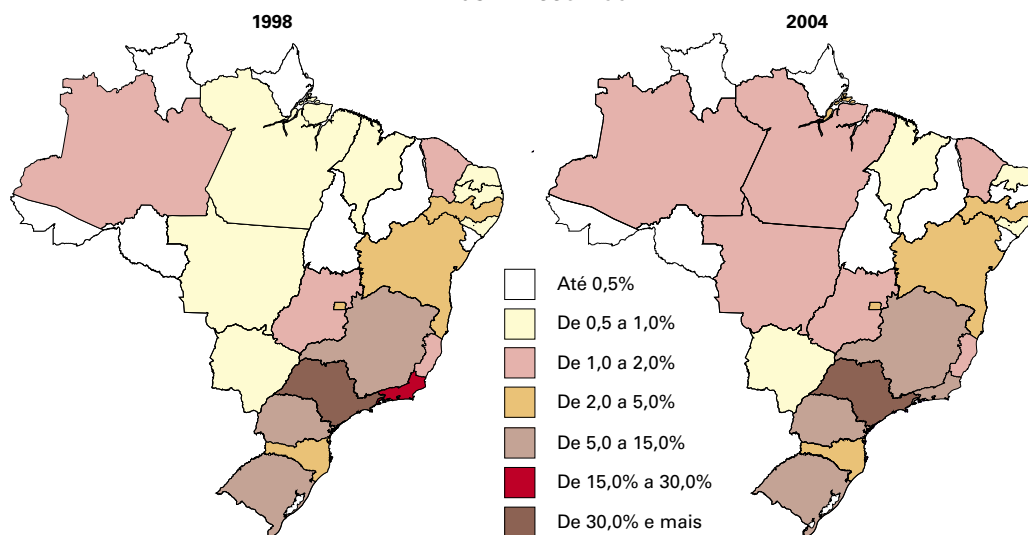 1998
2004
Até 0,5%
De 0,5 a 1,0%
De 1,0 a 2,0%
De 2,0 a 5,0%
De 5,0 a 15,0%
De 15,0% a 30,0%
De 30,0% e mais